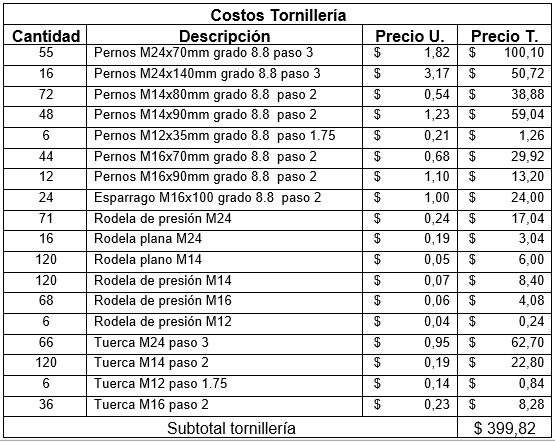 Costos Tornillería
Cantidad Descripción Precio U. Precio T.
55 Pernos M24x70mm grado 8.8 paso 3 $ 1,82 $ 100,10
16 Pernos M24x140mm grado 8.8 paso 3 $ 3,17 $ 50,72
72 Pernos M14x80mm grado 8.8 paso 2 $ 0,54 $ 38,88
48 Pernos M14x90mm grado 8.8 paso 2 $ 1,23 $ 59,04
6 Pernos M12x35mm grado 8.8 paso 1.75 $ 0,21 $ 1,26
44 Pernos M16x70mm grado 8.8 paso 2 $ 0,68 $ 29,92
12 Pernos M16x90mm grado 8.8 paso 2 $ 1,10 $ 13,20
24 Esparrago M16x100 grado 8.8 paso 2 $ 1,00 $ 24,00
71 Rodela de presión M24 $ 0,24 $ 17,04
16 Rodela plana M24 $ 0,19 $ 3,04
120 Rodela plano M14 $ 0,05 $ 6,00
120 Rodela de presión M14 $ 0,07 $ 8,40
68 Rodela de presión M16 $ 0,06 $ 4,08
6 Rodela de presión M12 $ 0,04 $ 0,24
66 Tuerca M24 paso 3 $ 0,95 $ 62,70
120 Tuerca M14 paso 2 $ 0,19 $ 22,80
6 Tuerca M12 paso 1.75 $ 0,14 $ 0,84
36 Tuerca M16 paso 2 $ 0,23 $ 8,28
Subtotal tornillería $ 399,82